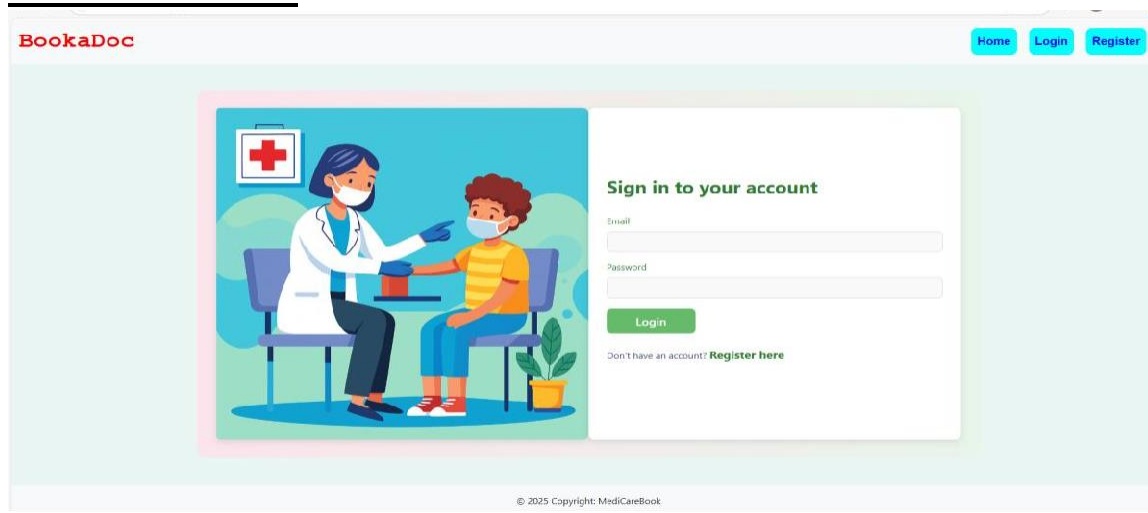 BookaDoc
Home Login Register
Sign in to your account
Email
Password
Login
Don't have an account? Register here
© 2025 Copyright: MediCareBook